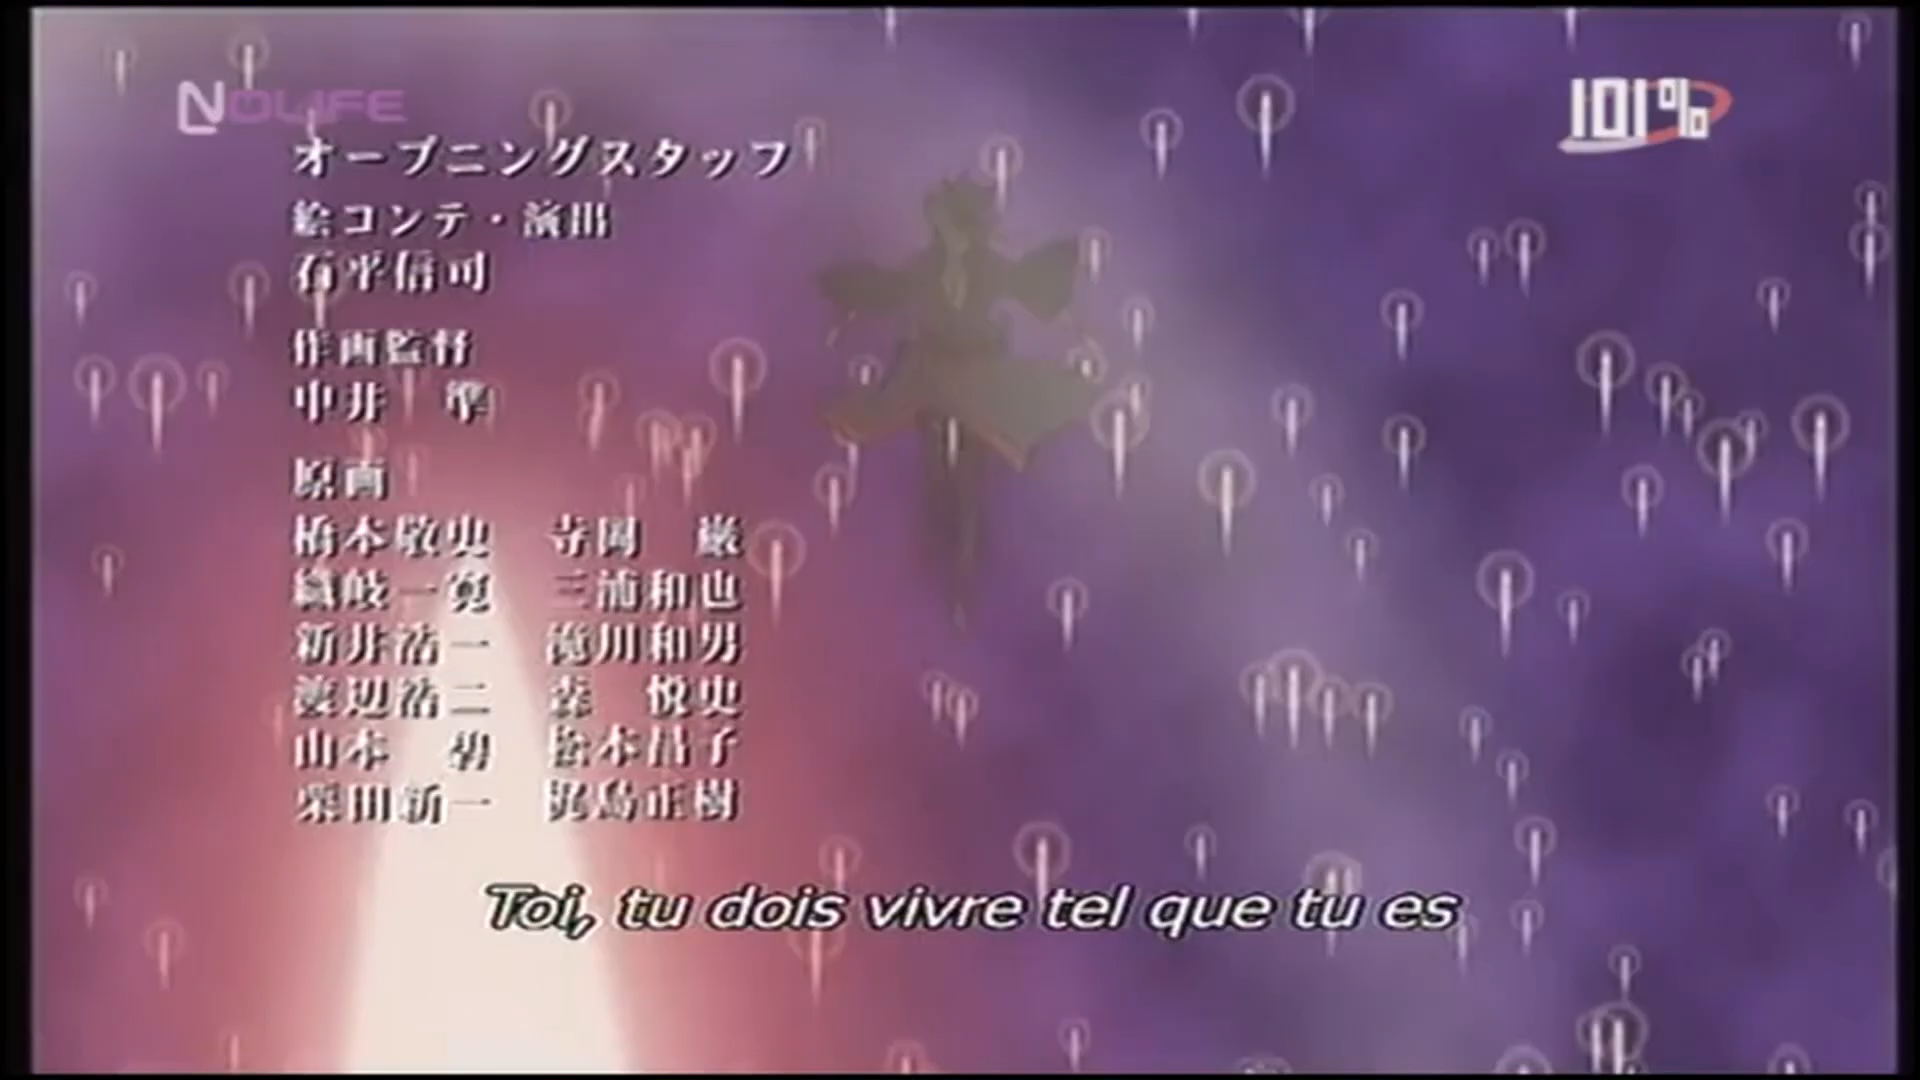 NOLIFE
101%
オープニングスタッフ
絵コンテ・演出
石平信司
作画監督
中井　準
原画
橋本敬史　寺岡　巌
織岐一寛　三浦和也
新井浩一　滝川和男
渡辺浩二　森　悦史
山本　碧　松本昌子
栗田新一　梶島正樹
Toi, tu dois vivre tel que tu es